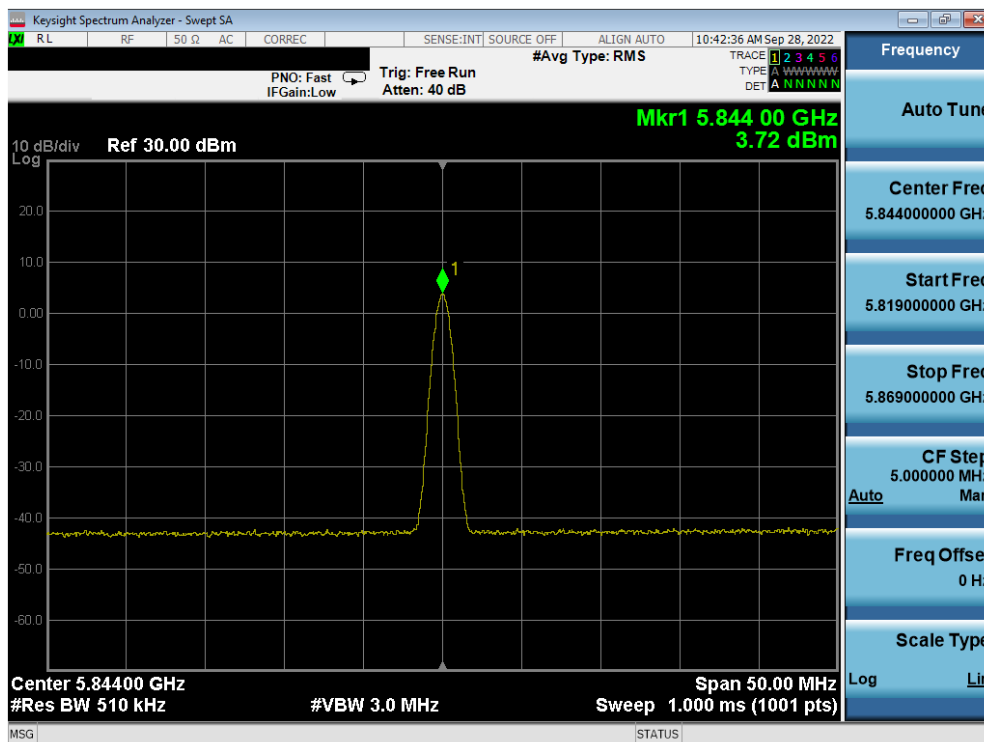 Keysight Spectrum Analyzer - Swept SA
LXI RL RF 50 Ω AC CORREC SENSE:INT SOURCE OFF ALIGN AUTO 10:42:36 AM Sep 28, 2022
#Avg Type: RMS
TRACE 1 2 3 4 5 6
PNO: Fast
Trig: Free Run
TYPE A WWWWW
IFGain:Low
Atten: 40 dB
DET A N N N N N
Mkr1 5.844 00 GHz
3.72 dBm
10 dB/div Ref 30.00 dBm
Log
1
20.0
10.0
0.00
-10.0
-20.0
-30.0
-40.0
-50.0
-60.0
Center 5.84400 GHz Span 50.00 MHz
#Res BW 510 kHz #VBW 3.0 MHz Sweep 1.000 ms (1001 pts)
MSG STATUS
Frequency
Auto Tune
Center Freq
5.844000000 GHz
Start Freq
5.819000000 GHz
Stop Freq
5.869000000 GHz
CF Step
5.000000 MHz
Auto Man
Freq Offset
0 Hz
Scale Type
Log Lin